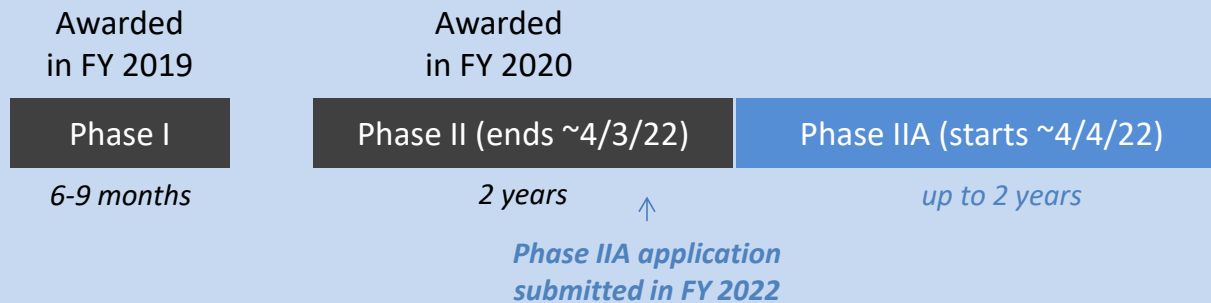 Awarded
in FY 2019
Awarded
in FY 2020
Phase I
Phase II (ends ~4/3/22)
Phase IIA (starts ~4/4/22)
6-9 months
2 years
up to 2 years
Phase IIA application
submitted in FY 2022